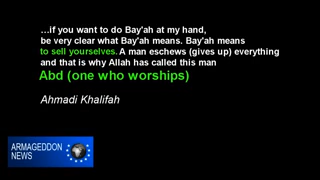 ...if you want to do Bay'ah at my hand,
be very clear what Bay'ah means. Bay'ah means
to sell yourselves. A man eschews (gives up) everything
and that is why Allah has called this man
Abd (one who worships)
Ahmadi Khalifah
ARMAGEDDON
NEWS